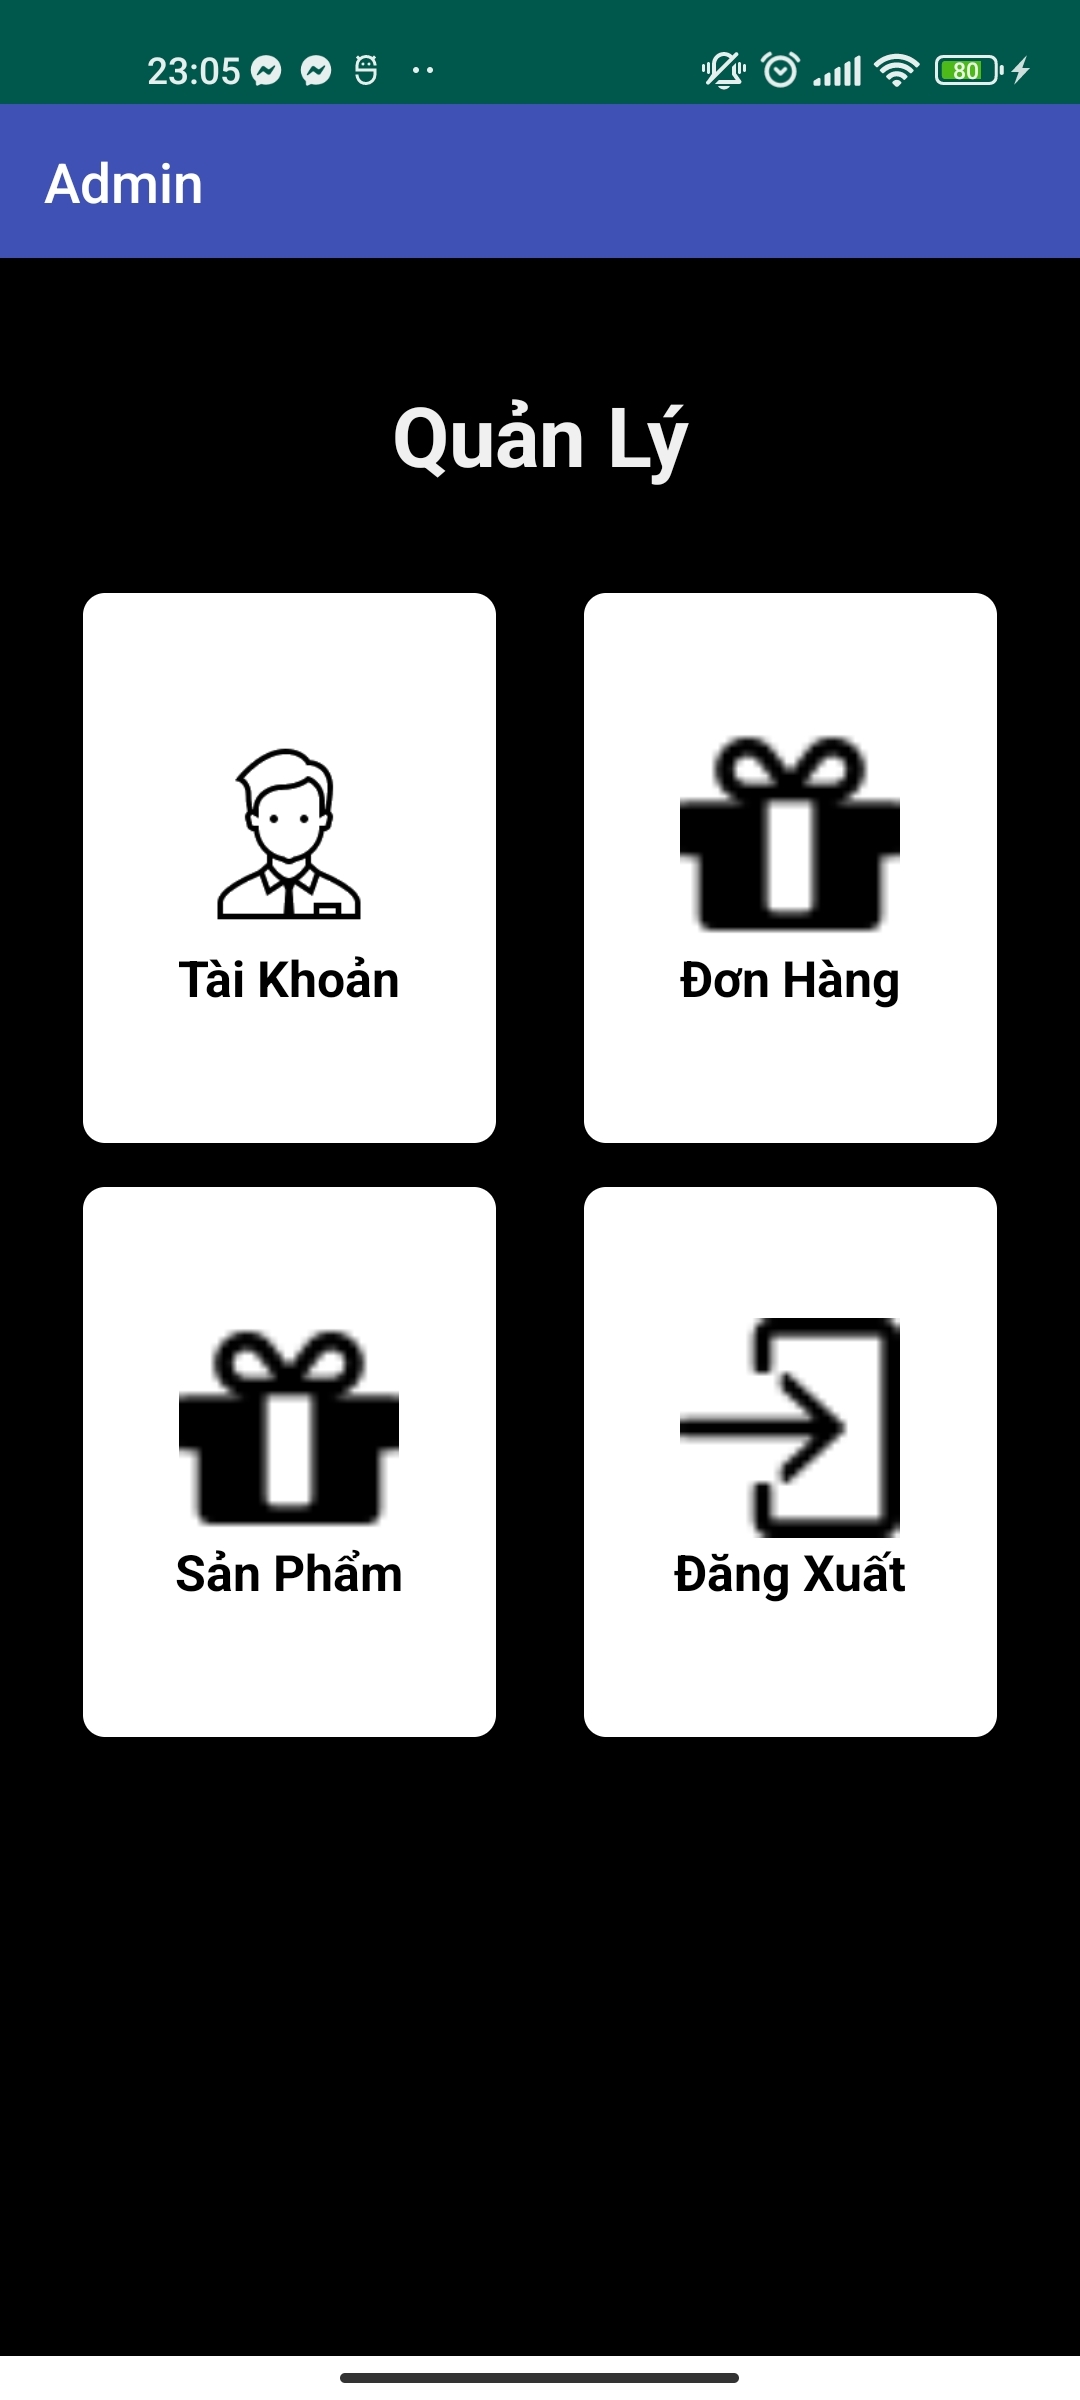 23:05
80
Admin
Quản Lý
Tài Khoản
Đơn Hàng
Sản Phẩm
Đăng Xuất